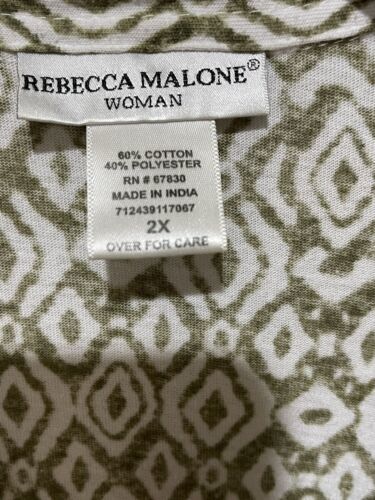 REBECCA MALONE®
WOMAN
60% COTTON
40% POLYESTER
RN # 67830
MADE IN INDIA
712439117067
2X
OVER FOR CARE